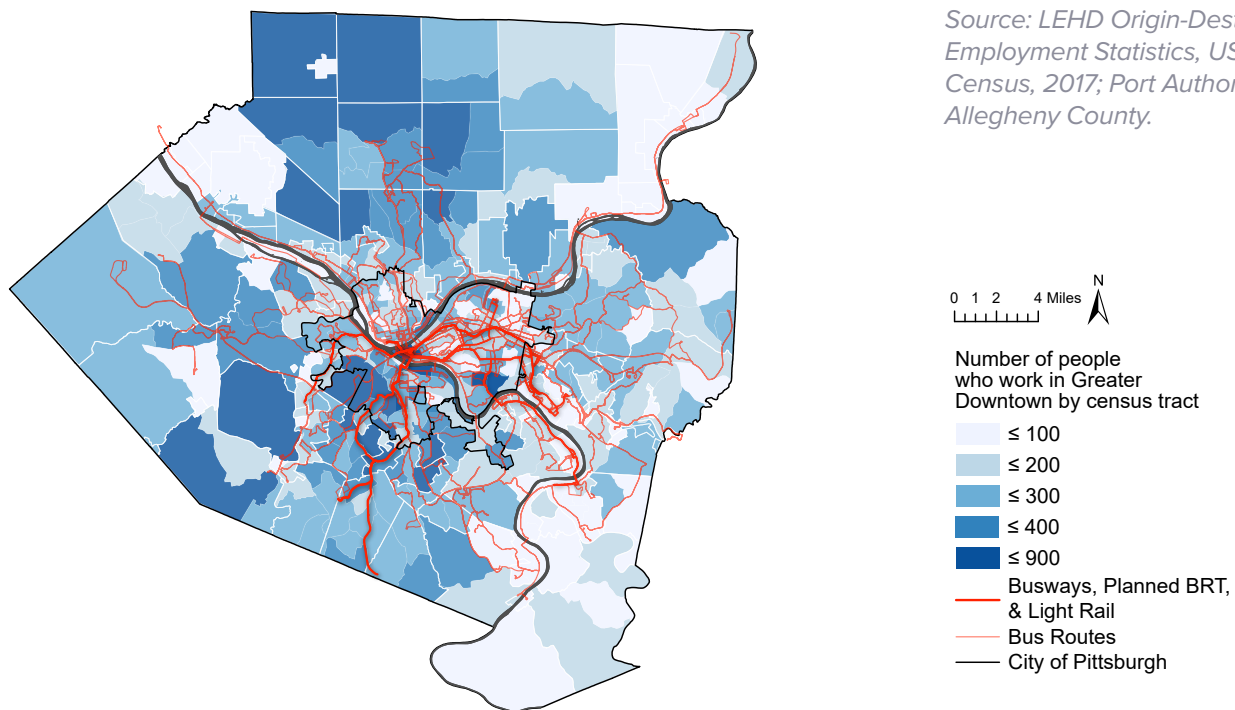 Source: LEHD Origin-Dest
Employment Statistics, US
Census, 2017; Port Author
Allegheny County.
N
0 1 2 4 Miles
Number of people
who work in Greater
Downtown by census tract
≤ 100
≤ 200
≤ 300
≤ 400
≤ 900
Busways, Planned BRT,
& Light Rail
Bus Routes
City of Pittsburgh